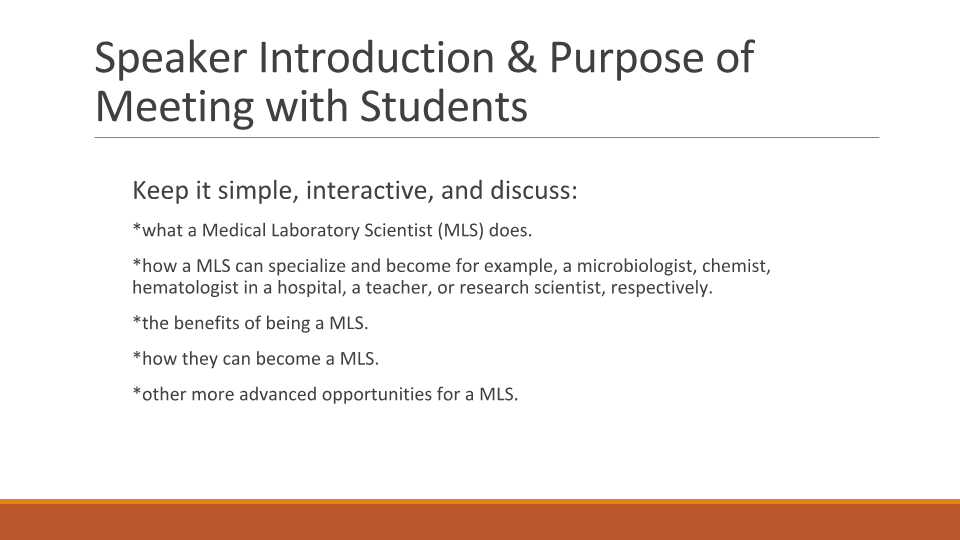 Speaker Introduction & Purpose of
Meeting with Students
Keep it simple, interactive, and discuss:
*what a Medical Laboratory Scientist (MLS) does.
*how a MLS can specialize and become for example, a microbiologist, chemist,
hematologist in a hospital, a teacher, or research scientist, respectively.
*the benefits of being a MLS.
*how they can become a MLS.
*other more advanced opportunities for a MLS.